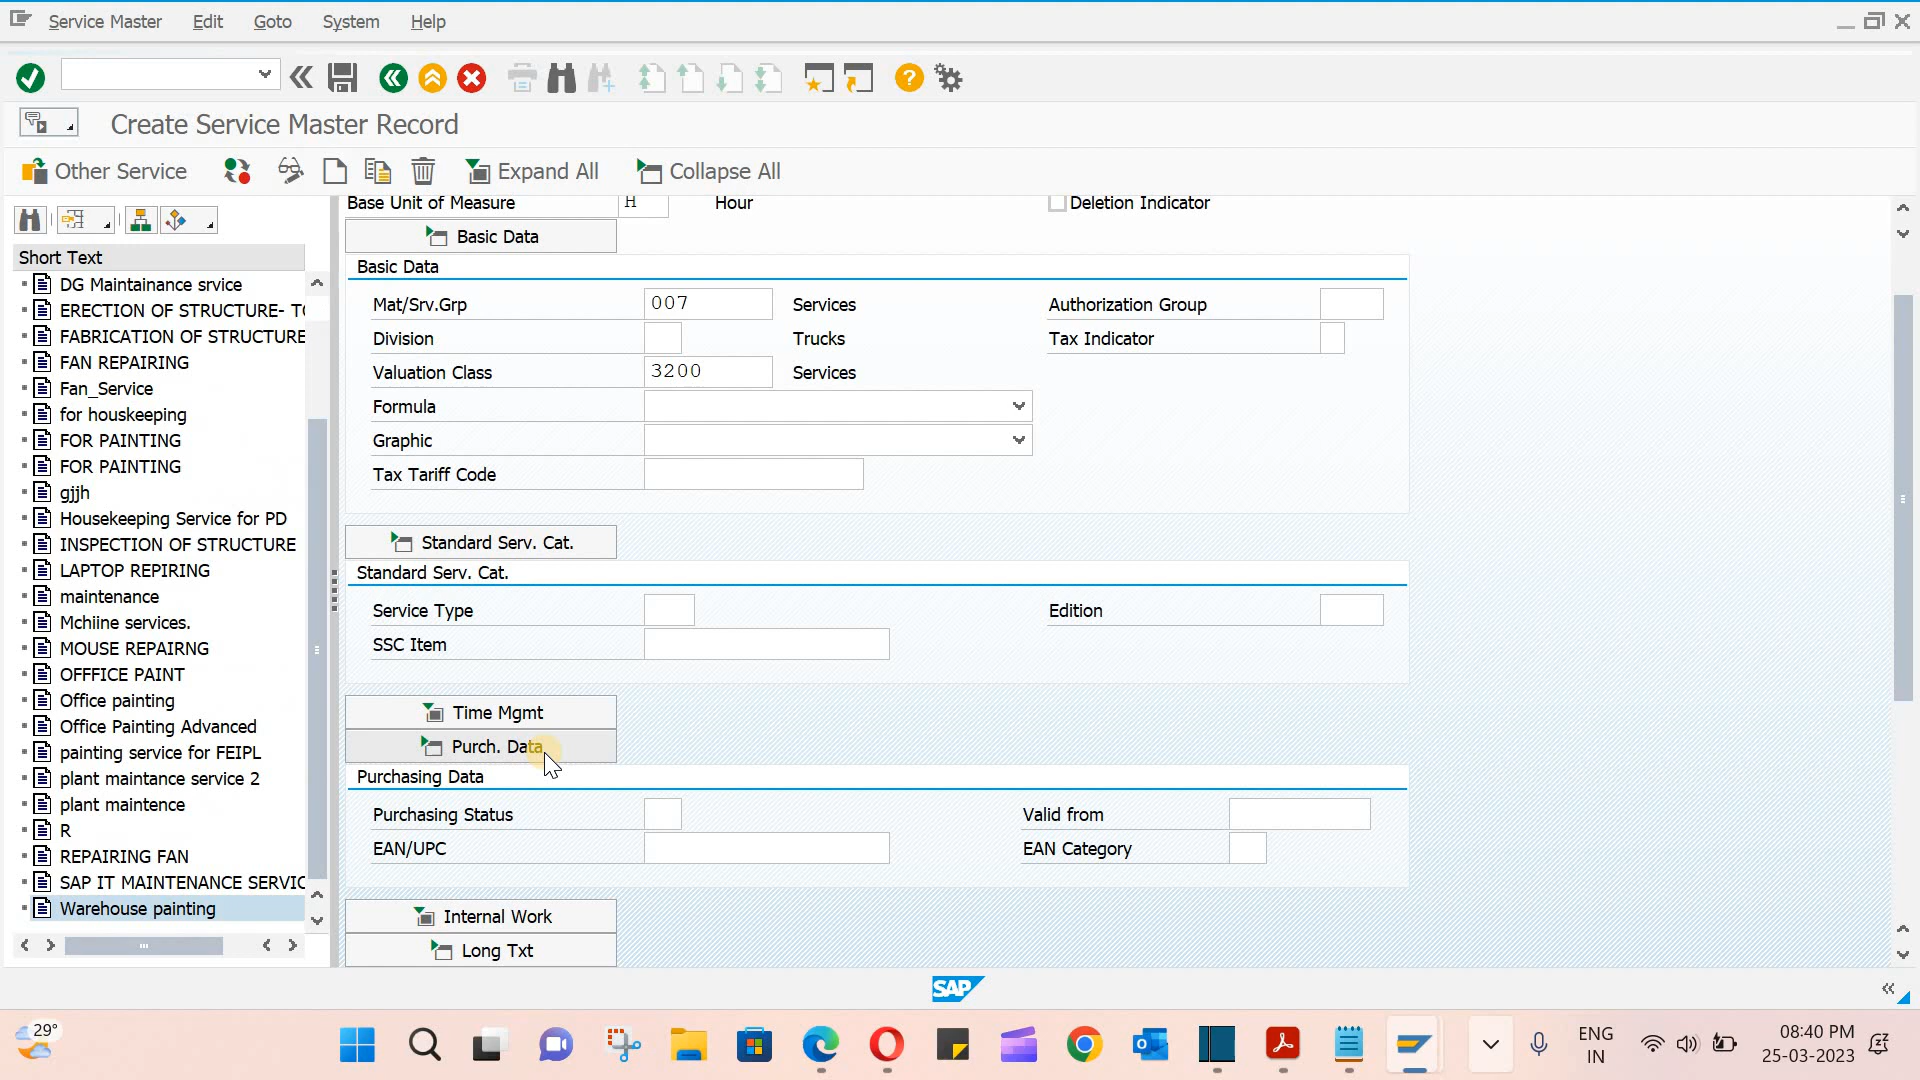 Service Master Edit Goto System Help
Create Service Master Record
Other Service Expand All Collapse All
Base Unit of Measure H Hour Deletion Indicator
Basic Data
Basic Data
Mat/Srv.Grp 007 Services Authorization Group
Division Trucks Tax Indicator
Valuation Class 3200 Services
Formula
Graphic
Tax Tariff Code
Standard Serv. Cat.
Standard Serv. Cat.
Service Type Edition
SSC Item
Time Mgmt
Purch. Data
Purchasing Data
Purchasing Status Valid from
EAN/UPC EAN Category
Internal Work
Long Txt
Short Text
DG Maintainance srvice
ERECTION OF STRUCTURE- TO
FABRICATION OF STRUCTURE
FAN REPAIRING
Fan_Service
for houskeeping
FOR PAINTING
FOR PAINTING
gjjh
Housekeeping Service for PD
INSPECTION OF STRUCTURE
LAPTOP REPIRING
maintenance
Mchiine services.
MOUSE REPAIRNG
OFFFICE PAINT
Office painting
Office Painting Advanced
painting service for FEIPL
plant maintance service 2
plant maintence
R
REPAIRING FAN
SAP IT MAINTENANCE SERVIC
Warehouse painting
SAP
29°
ENG
IN
08:40 PM
25-03-2023